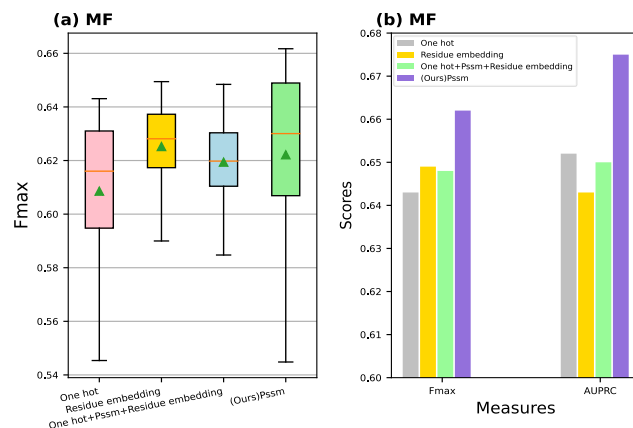 (a) MF
Fmax
0.66
0.64
0.62
0.60
0.58
0.56
0.54
One hot
Residue embedding
One hot+Pssm+Residue embedding
(Ours)Pssm
(b) MF
Scores
0.68
0.67
0.66
0.65
0.64
0.63
0.62
0.61
0.60
One hot
Residue embedding
One hot+Pssm+Residue embedding
(Ours)Pssm
Fmax
AUPRC
Measures